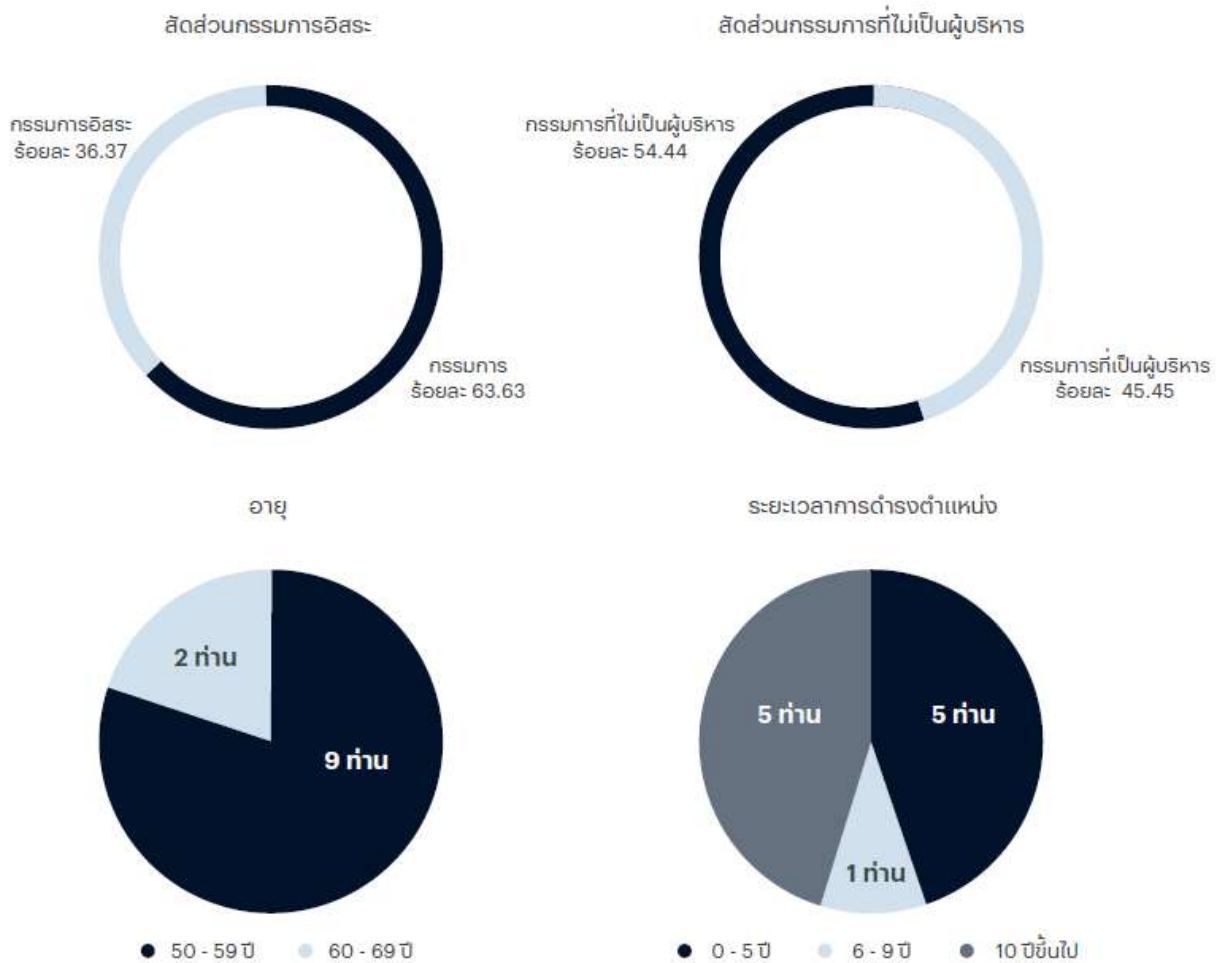 สัดส่วนกรรมการอิสระ
กรรมการอิสระ
ร้อยละ 36.37
กรรมการ
ร้อยละ 63.63
สัดส่วนกรรมการที่ไม่เป็นผู้บริหาร
กรรมการที่ไม่เป็นผู้บริหาร
ร้อยละ 54.44
กรรมการที่เป็นผู้บริหาร
ร้อยละ 45.45
อายุ
2 ท่าน
9 ท่าน
50 - 59 ปี
60 - 69 ปี
ระยะเวลาการดำรงตำแหน่ง
5 ท่าน
5 ท่าน
1 ท่าน
0 - 5 ปี
6 - 9 ปี
10 ปีขึ้นไป